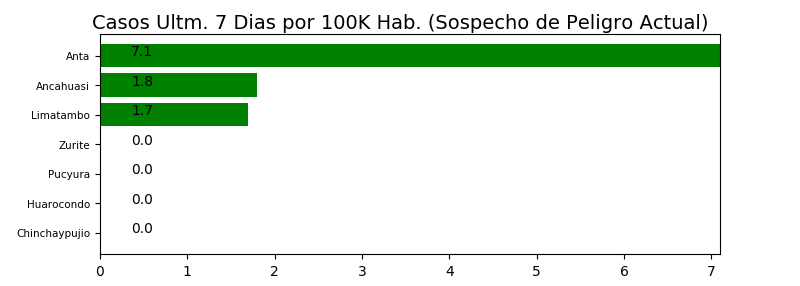 Casos Ultm. 7 Dias por 100K Hab. (Sospecho de Peligro Actual)
Anta 7.1
Ancahuasi 1.8
Limatambo 1.7
Zurite 0.0
Pucyura 0.0
Huarocondo 0.0
Chinchaypujio 0.0
0 1 2 3 4 5 6 7